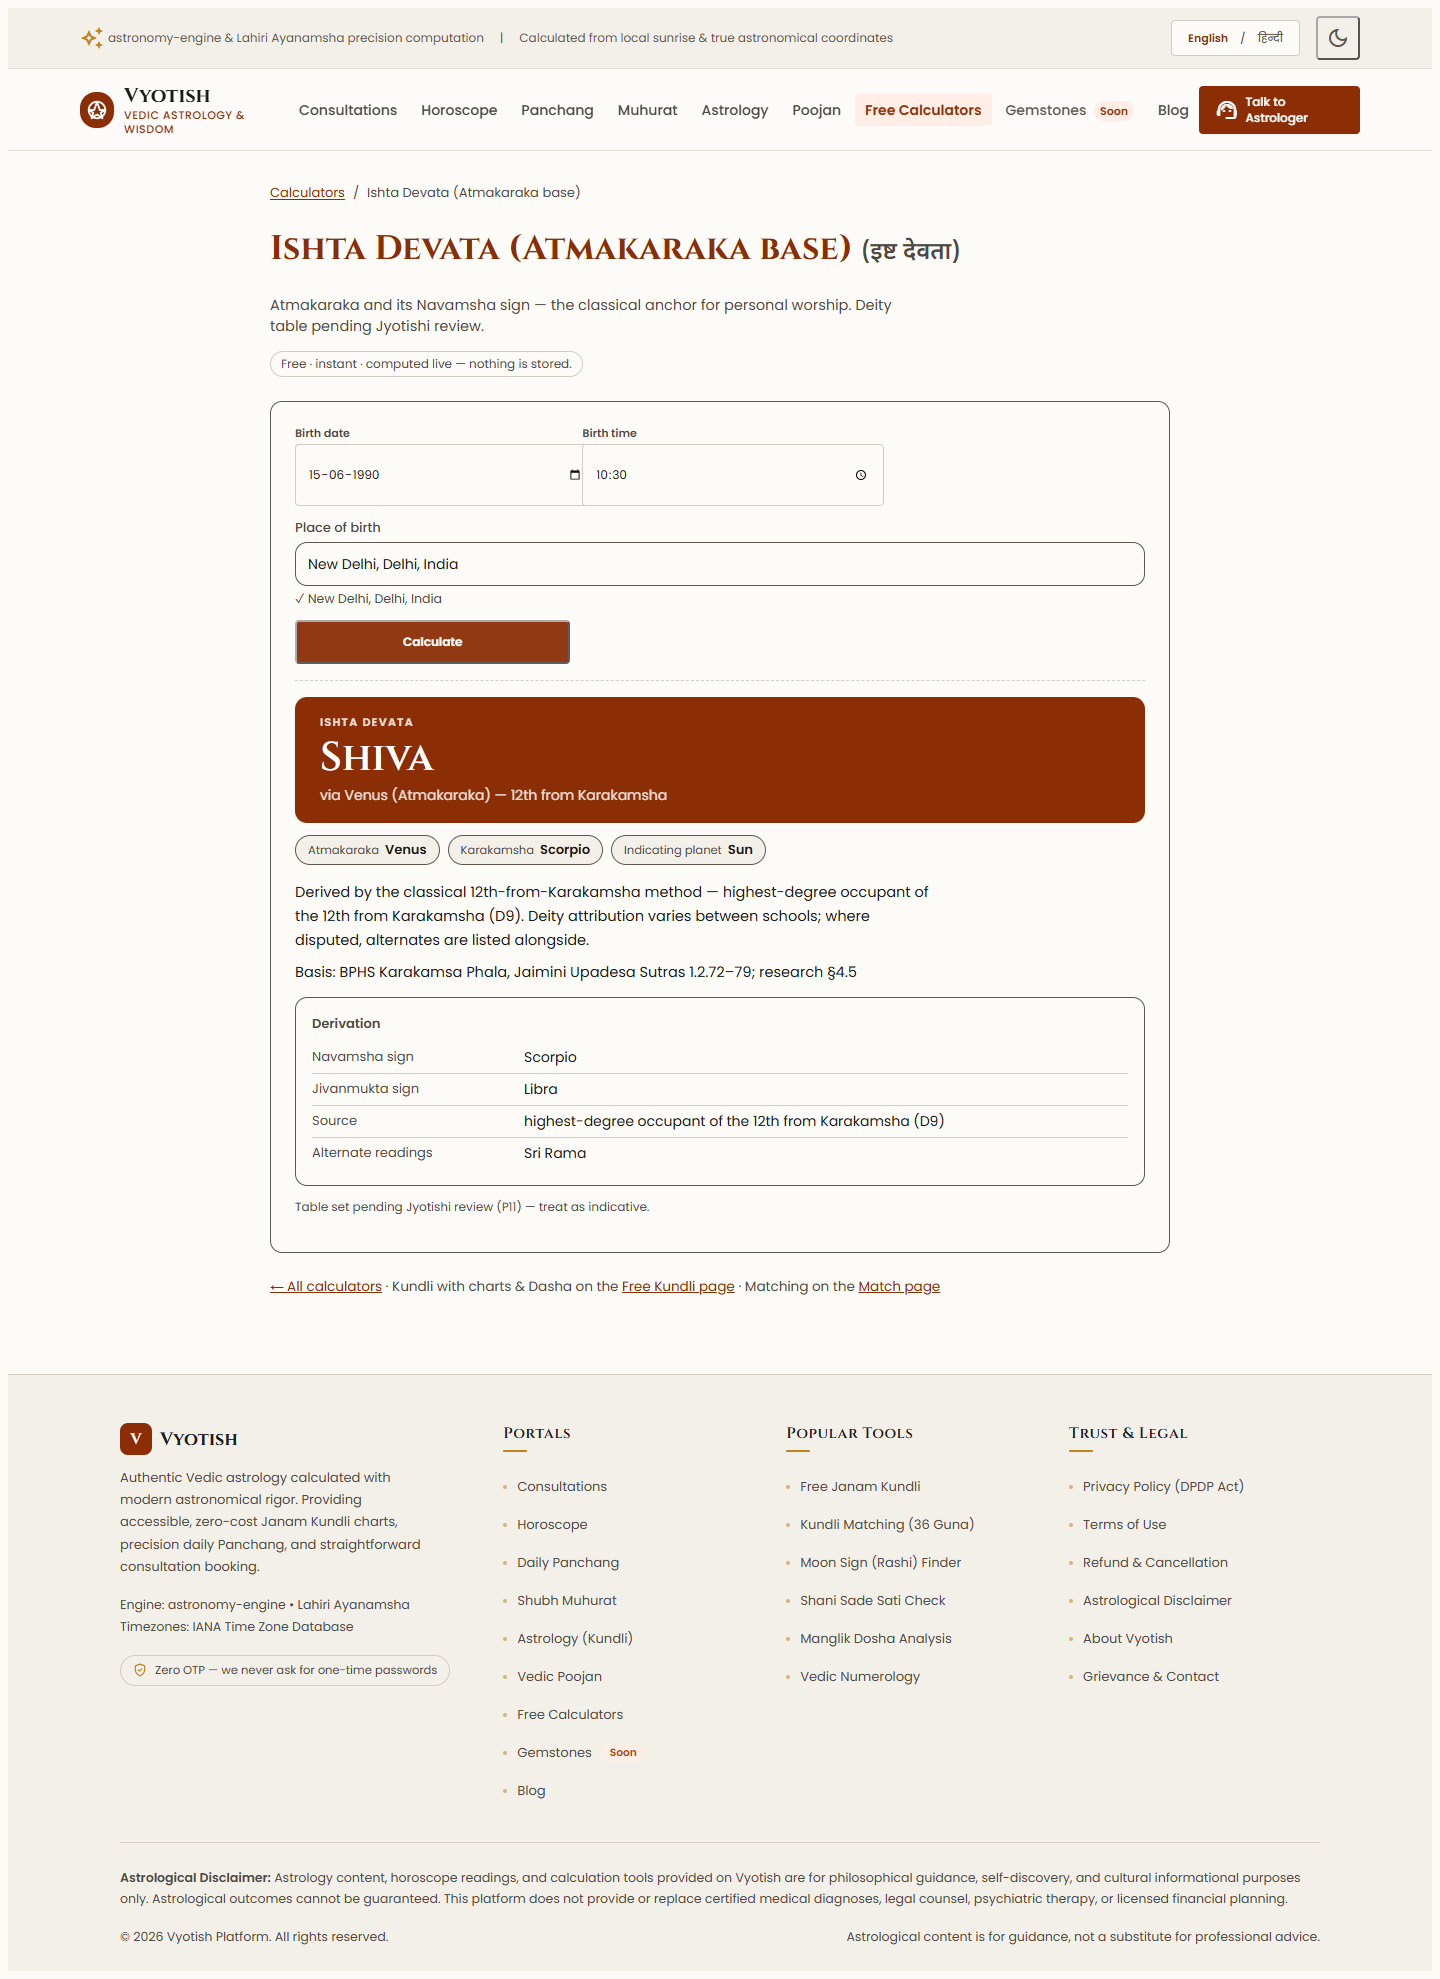 astronomy-engine & Lahiri Ayanamsha precision computation | Calculated from local sunrise & true astronomical coordinates
English / हिन्दी
Vyotish
VEDIC ASTROLOGY &
WISDOM
Consultations Horoscope Panchang Muhurat Astrology Poojan Free Calculators Gemstones Soon Blog
Talk to
Astrologer
Calculators / Ishta Devata (Atmakaraka base)
Ishta Devata (Atmakaraka base) (इष्ट देवता)
Atmakaraka and its Navamsha sign — the classical anchor for personal worship. Deity
table pending Jyotishi review.
Free · instant · computed live — nothing is stored.
Birth date Birth time
15-06-1990 10:30
Place of birth
New Delhi, Delhi, India
✓ New Delhi, Delhi, India
Calculate
ISHTA DEVATA
Shiva
via Venus (Atmakaraka) — 12th from Karakamsha
Atmakaraka Venus Karakamsha Scorpio Indicating planet Sun
Derived by the classical 12th-from-Karakamsha method — highest-degree occupant of
the 12th from Karakamsha (D9). Deity attribution varies between schools; where
disputed, alternates are listed alongside.
Basis: BPHS Karakamsa Phala, Jaimini Upadesa Sutras 1.2.72–79; research §4.5
Derivation
Navamsha sign Scorpio
Jivanmukta sign Libra
Source highest-degree occupant of the 12th from Karakamsha (D9)
Alternate readings Sri Rama
Table set pending Jyotishi review (P11) — treat as indicative.
← All calculators · Kundli with charts & Dasha on the Free Kundli page · Matching on the Match page
V Vyotish
Authentic Vedic astrology calculated with
modern astronomical rigor. Providing
accessible, zero-cost Janam Kundli charts,
precision daily Panchang, and straightforward
consultation booking.
Engine: astronomy-engine • Lahiri Ayanamsha
Timezones: IANA Time Zone Database
Zero OTP — we never ask for one-time passwords
Portals
Consultations
Horoscope
Daily Panchang
Shubh Muhurat
Astrology (Kundli)
Vedic Poojan
Free Calculators
Gemstones Soon
Blog
Popular Tools
Free Janam Kundli
Kundli Matching (36 Guna)
Moon Sign (Rashi) Finder
Shani Sade Sati Check
Manglik Dosha Analysis
Vedic Numerology
Trust & Legal
Privacy Policy (DPDP Act)
Terms of Use
Refund & Cancellation
Astrological Disclaimer
About Vyotish
Grievance & Contact
Astrological Disclaimer: Astrology content, horoscope readings, and calculation tools provided on Vyotish are for philosophical guidance, self-discovery, and cultural informational purposes
only. Astrological outcomes cannot be guaranteed. This platform does not provide or replace certified medical diagnoses, legal counsel, psychiatric therapy, or licensed financial planning.
© 2026 Vyotish Platform. All rights reserved.
Astrological content is for guidance, not a substitute for professional advice.